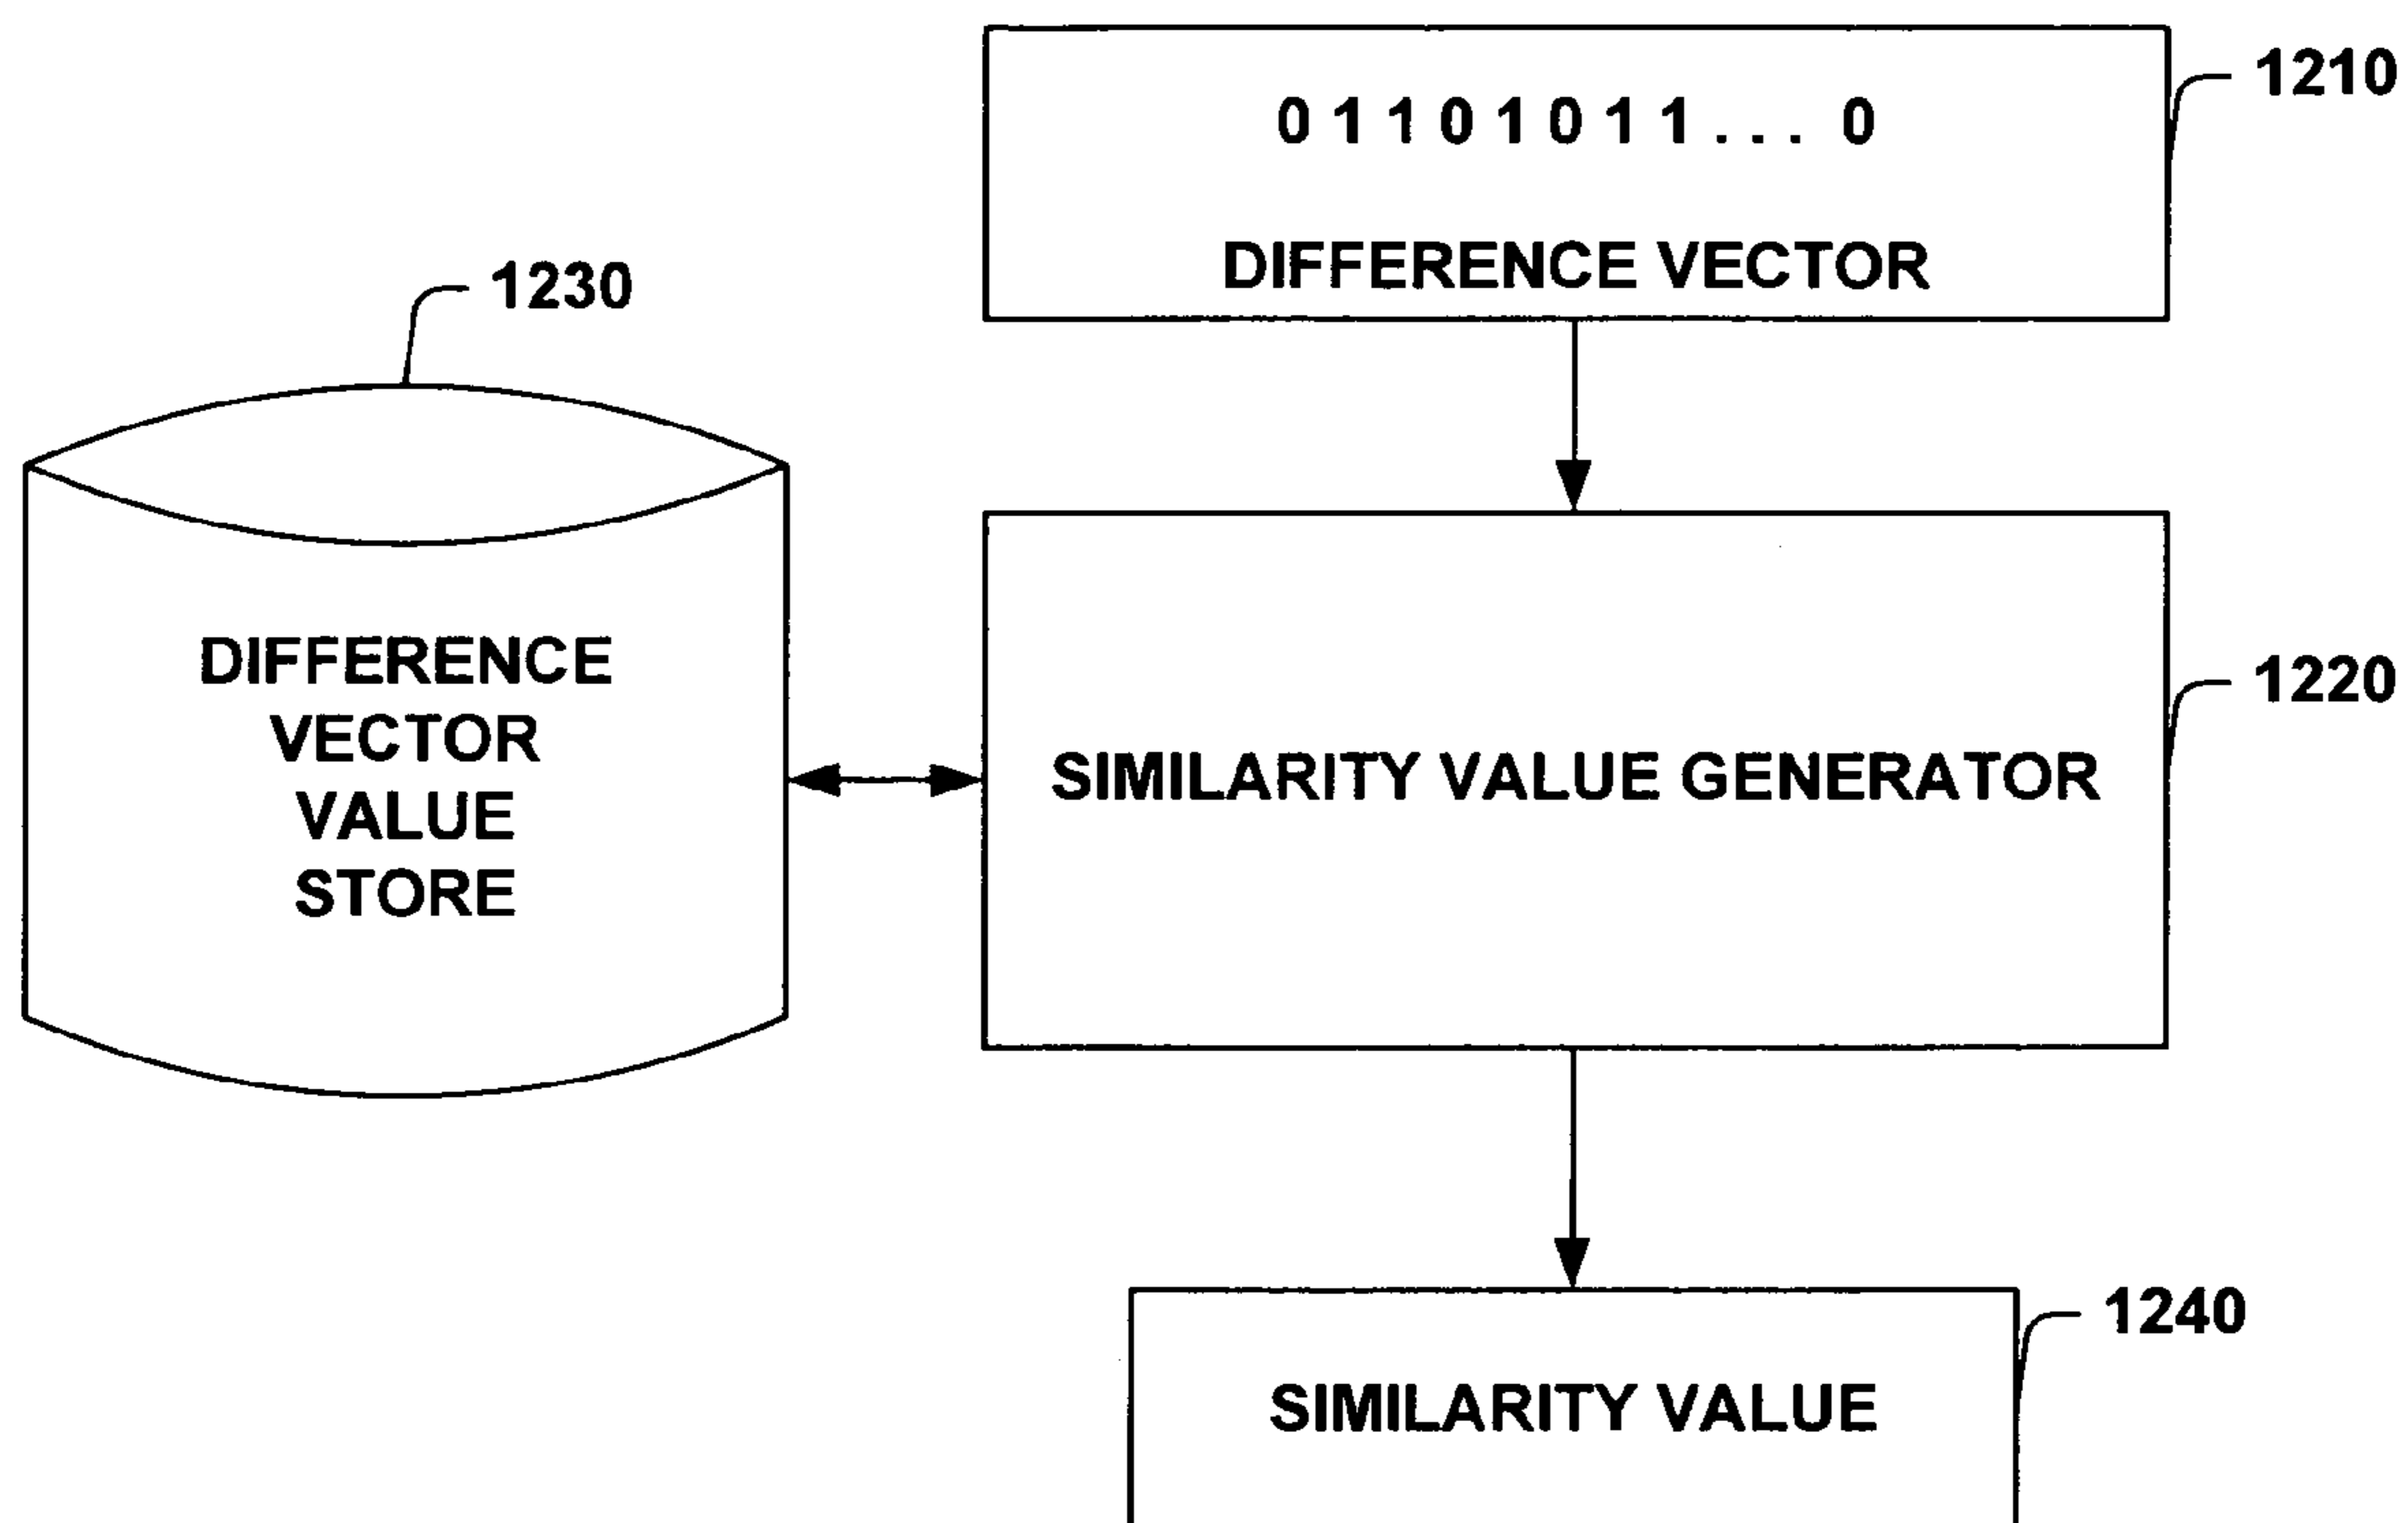 1210
0 1 1 0 1 0 1 1 . . . 0
DIFFERENCE VECTOR
1230
DIFFERENCE
VECTOR
VALUE
STORE
1220
SIMILARITY VALUE GENERATOR
1240
SIMILARITY VALUE